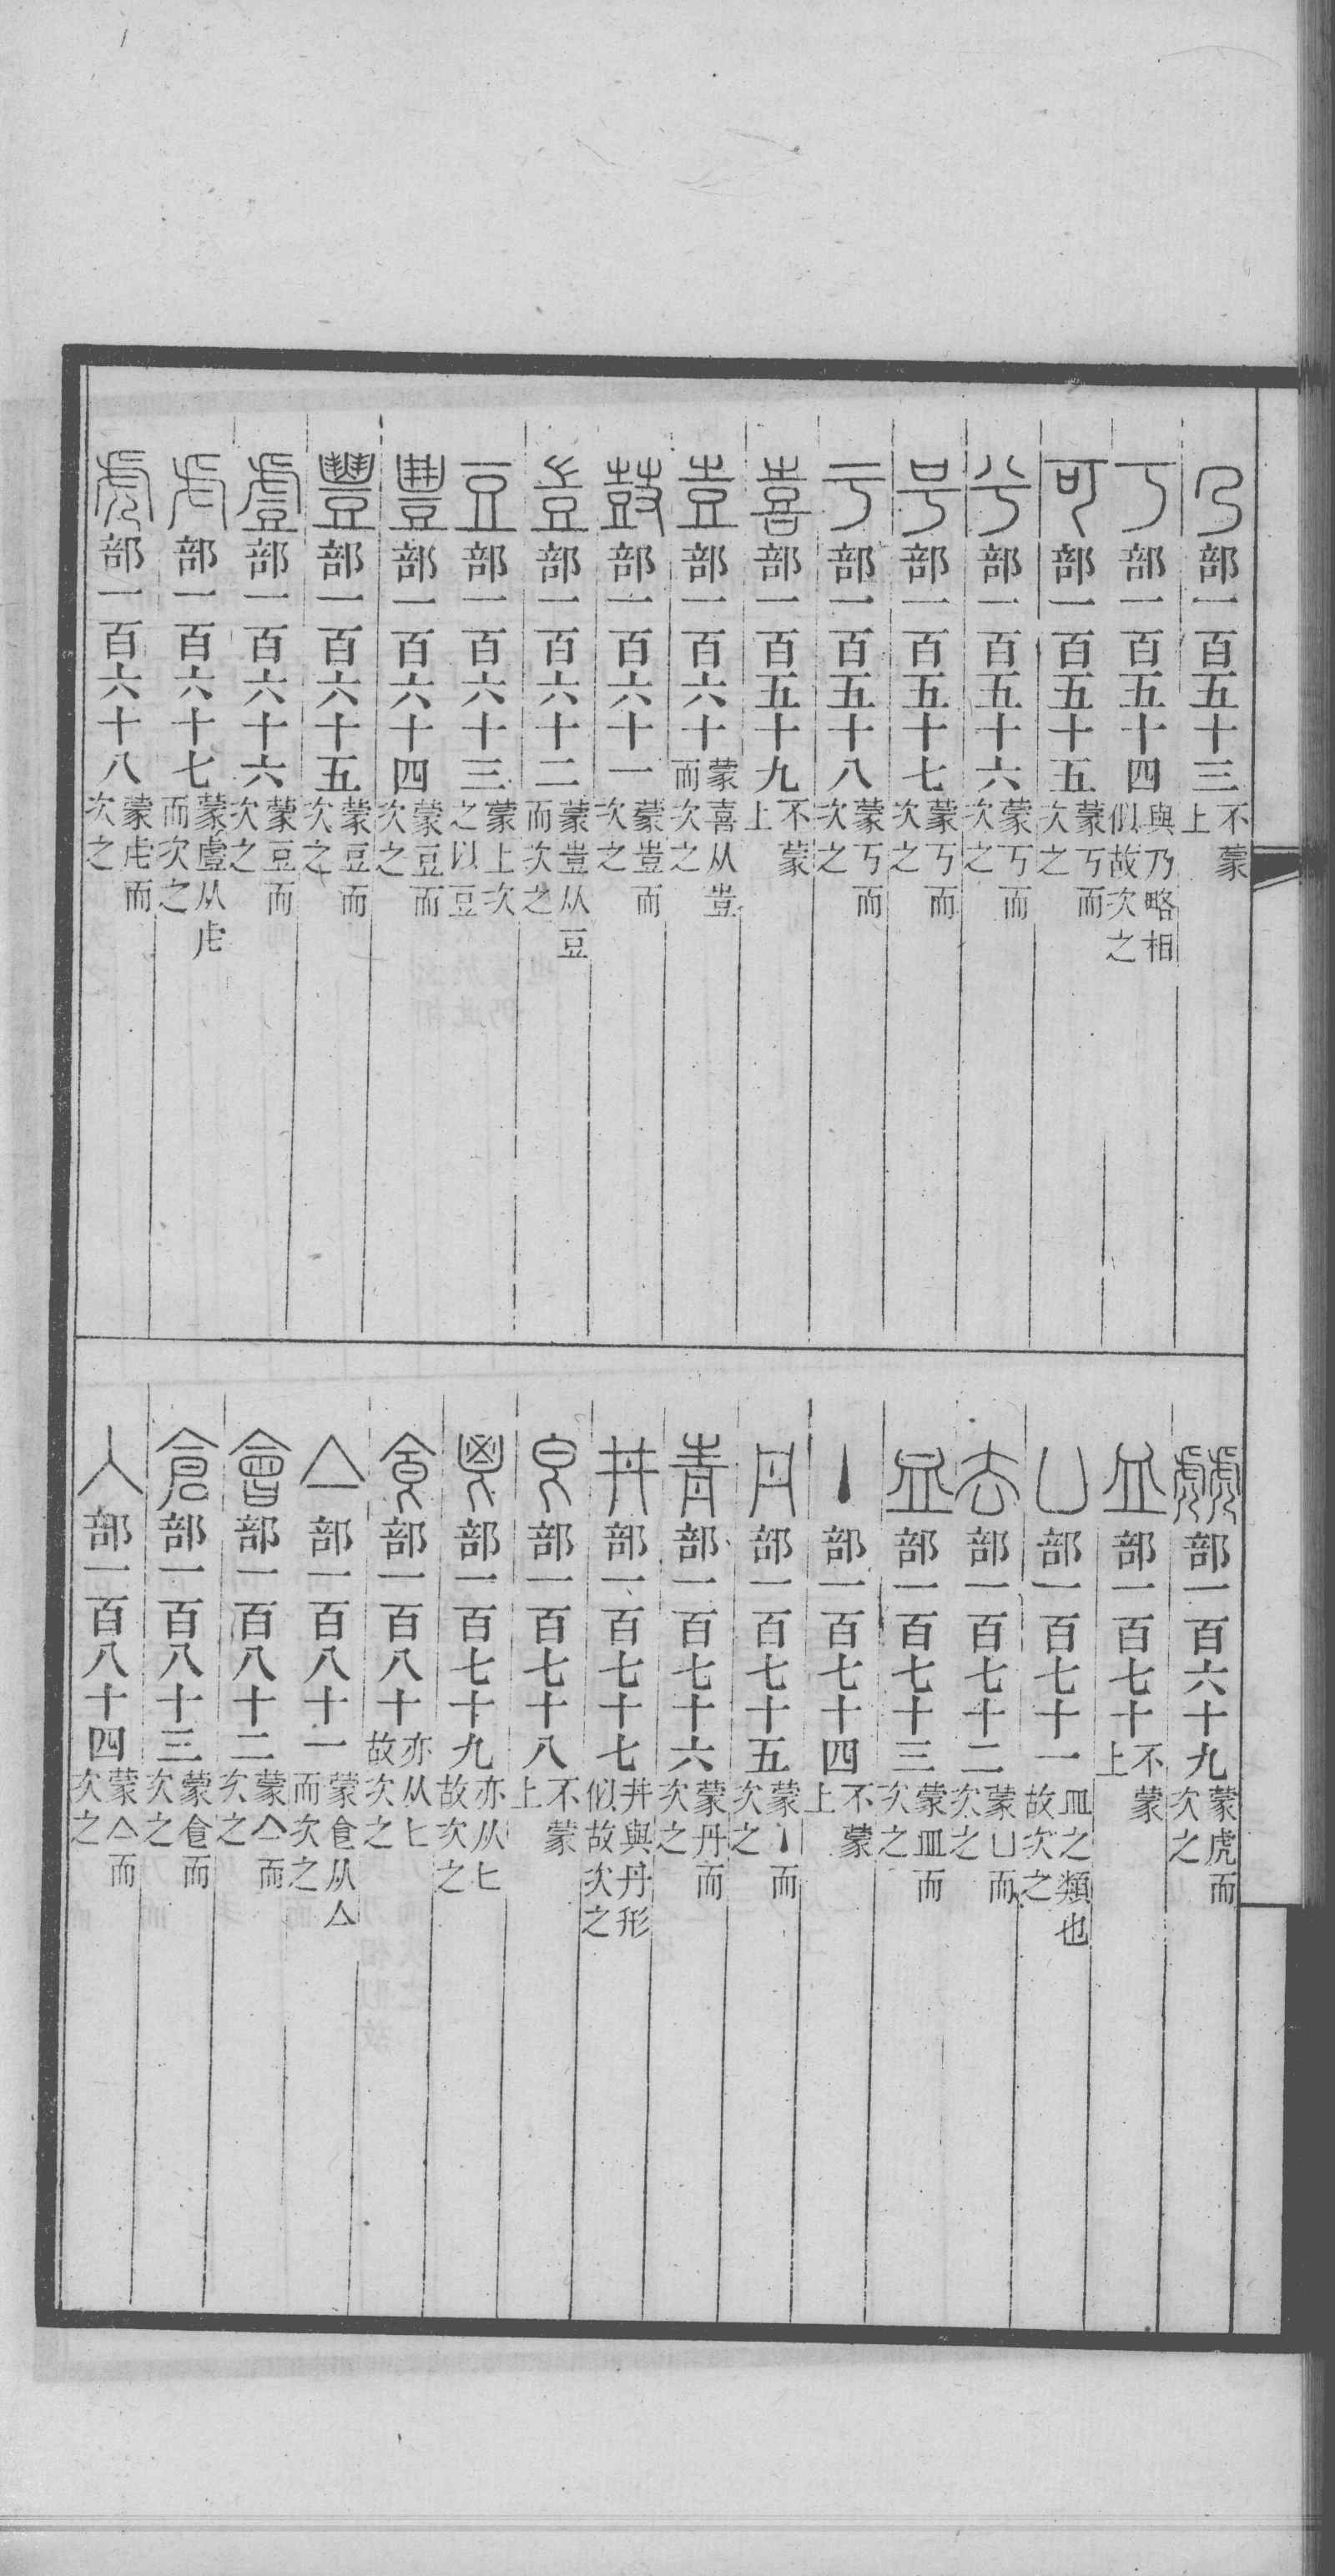 乃部一百五十三不蒙上
丂部一百五十四與乃略相似故次之
可部一百五十五蒙丂而次之
兮部一百五十六蒙丂而次之
号部一百五十七蒙丂而次之
亏部一百五十八蒙丂而次之
喜部一百五十九不蒙上
壴部一百六十蒙喜从壴而次之
鼓部一百六十一蒙壴而次之
豈部一百六十二蒙壴从豆而次之
豆部一百六十三蒙上次之以豆
豊部一百六十四蒙豆而次之
豐部一百六十五蒙豆而次之
䖒部一百六十六蒙豆而次之
虍部一百六十七蒙䖒从虍而次之
虎部一百六十八蒙虍而次之
虤部一百六十九蒙虎而次之
皿部一百七十不蒙上
𠙴部一百七十一皿之類也故次之
去部一百七十二蒙𠙴而次之
血部一百七十三蒙皿而次之
丶部一百七十四不蒙上
丹部一百七十五蒙丶而次之
青部一百七十六蒙丹而次之
井部一百七十七丼與丹形似故次之
皀部一百七十八不蒙上
鬯部一百七十九亦从匕故次之
食部一百八十亦从匕故次之
亼部一百八十一蒙食从亼而次之
會部一百八十二蒙亼而次之
倉部一百八十三蒙食而次之
入部一百八十四蒙亼而次之